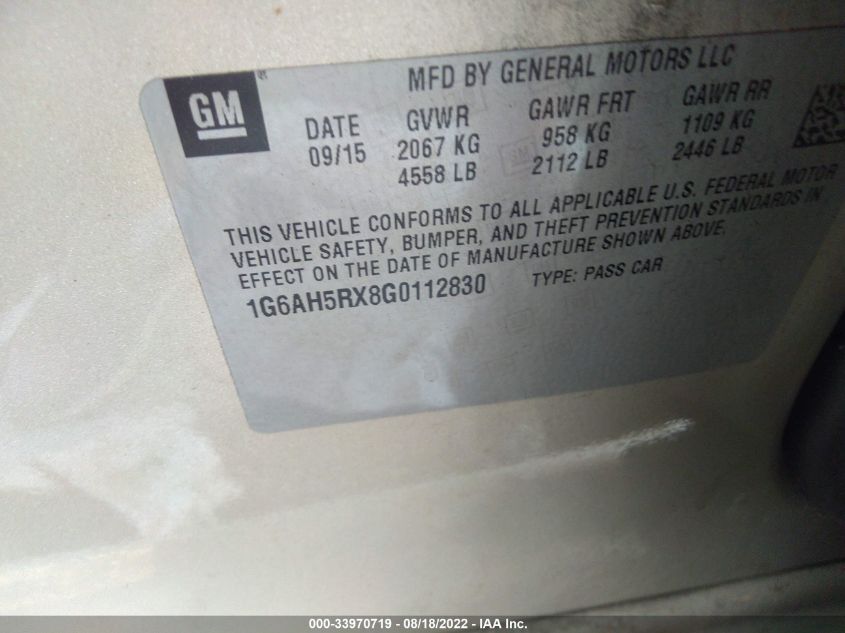 GM
MFD BY GENERAL MOTORS LLC
DATE GVWR GAWR FRT GAWR RR
09/15 2067 KG 958 KG 1109 KG
4558 LB 2112 LB 2446 LB
THIS VEHICLE CONFORMS TO ALL APPLICABLE U.S. FEDERAL MOTOR
VEHICLE SAFETY, BUMPER, AND THEFT PREVENTION STANDARDS IN
EFFECT ON THE DATE OF MANUFACTURE SHOWN ABOVE.
1G6AH5RX8G0112830 TYPE: PASS CAR
000-33970719 - 08/18/2022 - IAA Inc.